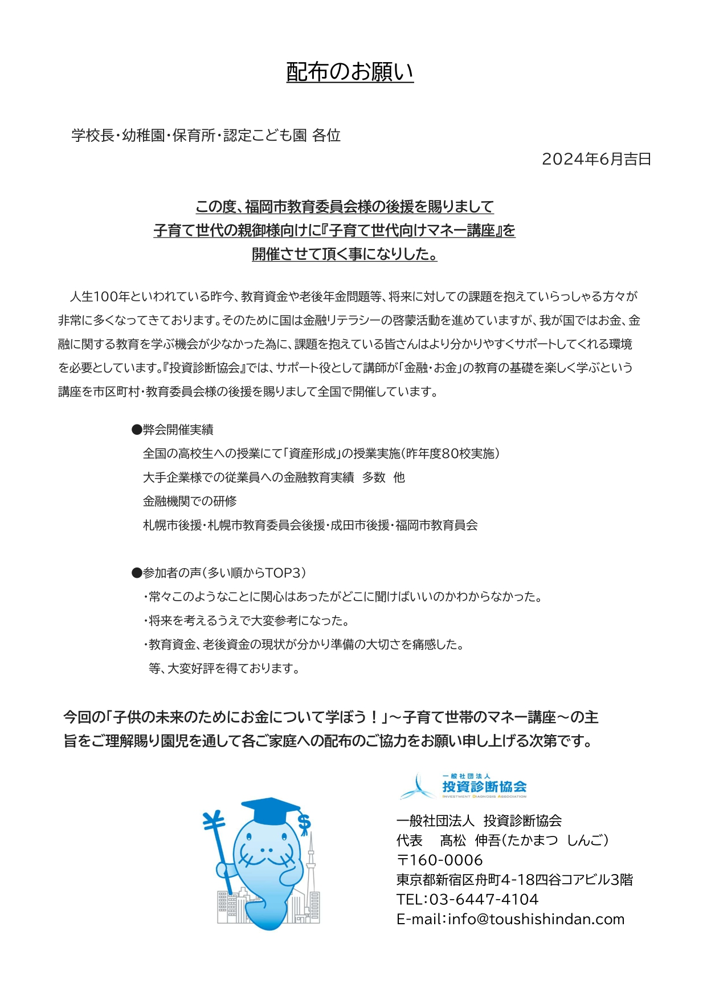 配布のお願い
学校長・幼稚園・保育所・認定こども園 各位
2024年6月吉日
この度、福岡市教育委員会様の後援を賜りまして
子育て世代の親御様向けに『子育て世代向けマネー講座』を
開催させて頂く事になりした。
人生100年といわれている昨今、教育資金や老後年金問題等、将来に対しての課題を抱えていらっしゃる方々が
非常に多くなってきております。そのために国は金融リテラシーの啓蒙活動を進めていますが、我が国ではお金、金
融に関する教育を学ぶ機会が少なかった為に、課題を抱えている皆さんはより分かりやすくサポートしてくれる環境
を必要としています。『投資診断協会』では、サポート役として講師が「金融・お金」の教育の基礎を楽しく学ぶという
講座を市区町村・教育委員会様の後援を賜りまして全国で開催しています。
●弊会開催実績
全国の高校生への授業にて「資産形成」の授業実施(昨年度80校実施)
大手企業様での従業員への金融教育実績 多数 他
金融機関での研修
札幌市後援・札幌市教育委員会後援・成田市後援・福岡市教育員会
●参加者の声(多い順からTOP3)
・常々このようなことに関心はあったがどこに聞けばいいのかわからなかった。
・将来を考えるうえで大変参考になった。
・教育資金、老後資金の現状が分かり準備の大切さを痛感した。
等、大変好評を得ております。
今回の「子供の未来のためにお金について学ぼう！」～子育て世帯のマネー講座～の主
旨をご理解賜り園児を通して各ご家庭への配布のご協力をお願い申し上げる次第です。
一般社団法人
投資診断協会
INVESTMENT DIAGNOSIS ASSOCIATION
¥
$
一般社団法人 投資診断協会
代表 髙松 伸吾(たかまつ しんご)
〒160-0006
東京都新宿区舟町4-18四谷コアビル3階
TEL:03-6447-4104
E-mail:info@toushishindan.com